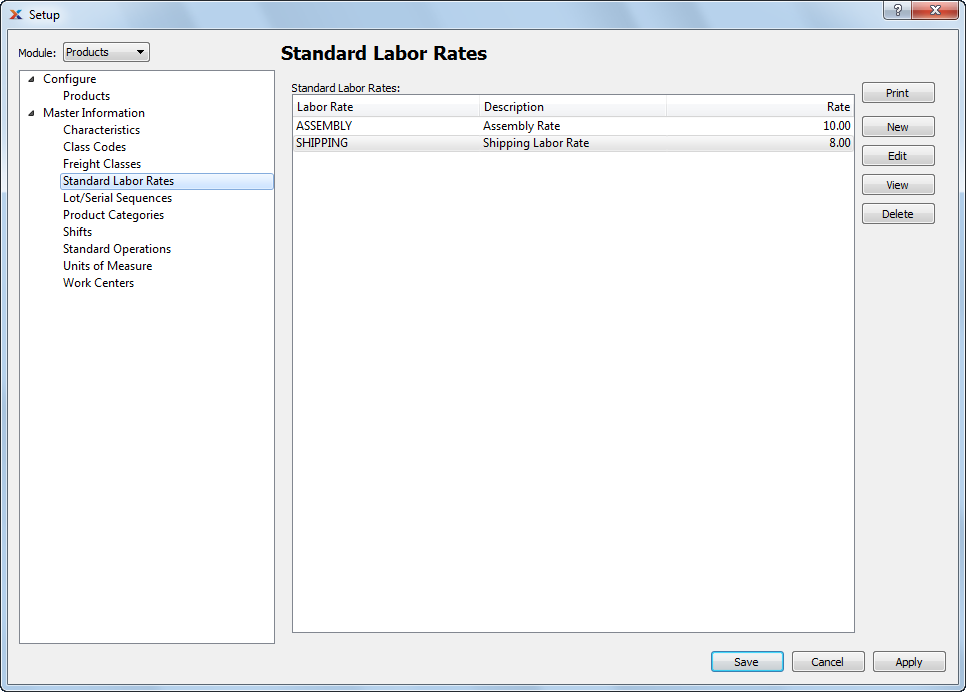 Setup
Module: Products
Standard Labor Rates
Configure
Products
Master Information
Characteristics
Class Codes
Freight Classes
Standard Labor Rates
Lot/Serial Sequences
Product Categories
Shifts
Standard Operations
Units of Measure
Work Centers
Standard Labor Rates:
Labor Rate Description Rate
ASSEMBLY Assembly Rate 10.00
SHIPPING Shipping Labor Rate 8.00
Print
New
Edit
View
Delete
Save Cancel Apply